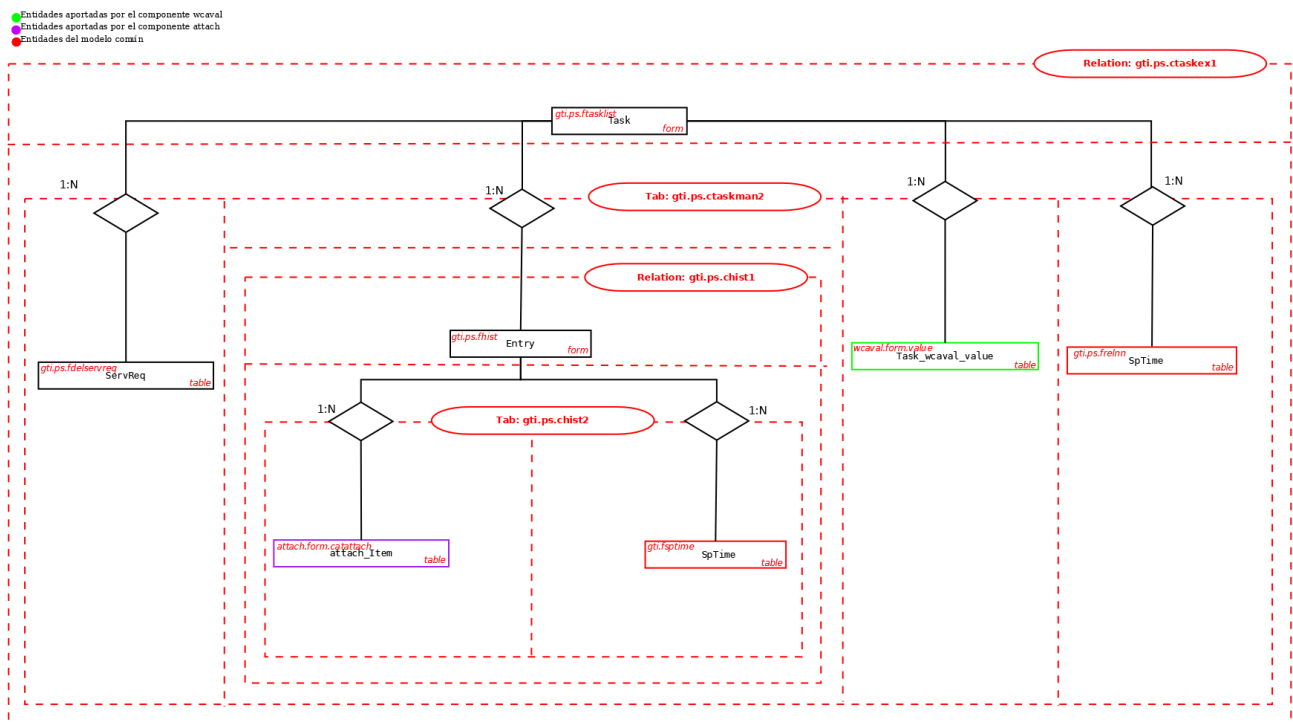 Entidades aportadas por el componente wcaval
Entidades aportadas por el componente attach
Entidades del modelo común
Relation: gti.ps.ctaskex1
gti.ps.ftasklist
Task
form
1:N
1:N
1:N
1:N
Tab: gti.ps.ctaskman2
Relation: gti.ps.chist1
gti.ps.fhist
Entry
form
wcaval.form.value
Task_wcaval_value
table
gti.ps.frelnn
SpTime
table
gti.ps.fdelservreq
ServReq
table
1:N
Tab: gti.ps.chist2
1:N
attach.form.catattach
attach_Item
table
gti.fsptime
SpTime
table